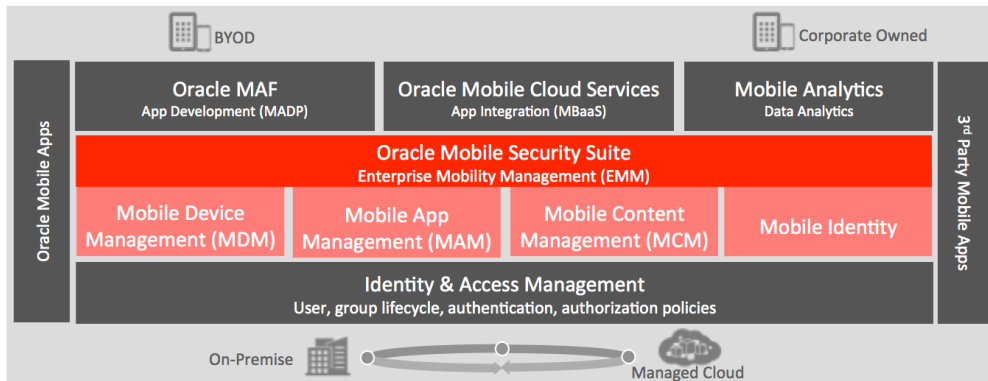 BYOD
Corporate Owned
Oracle Mobile Apps
Oracle MAF
App Development (MADP)
Oracle Mobile Cloud Services
App Integration (MBaaS)
Mobile Analytics
Data Analytics
3rd Party Mobile Apps
Oracle Mobile Security Suite
Enterprise Mobility Management (EMM)
Mobile Device
Management (MDM)
Mobile App
Management (MAM)
Mobile Content
Management (MCM)
Mobile Identity
Identity & Access Management
User, group lifecycle, authentication, authorization policies
On-Premise
Managed Cloud